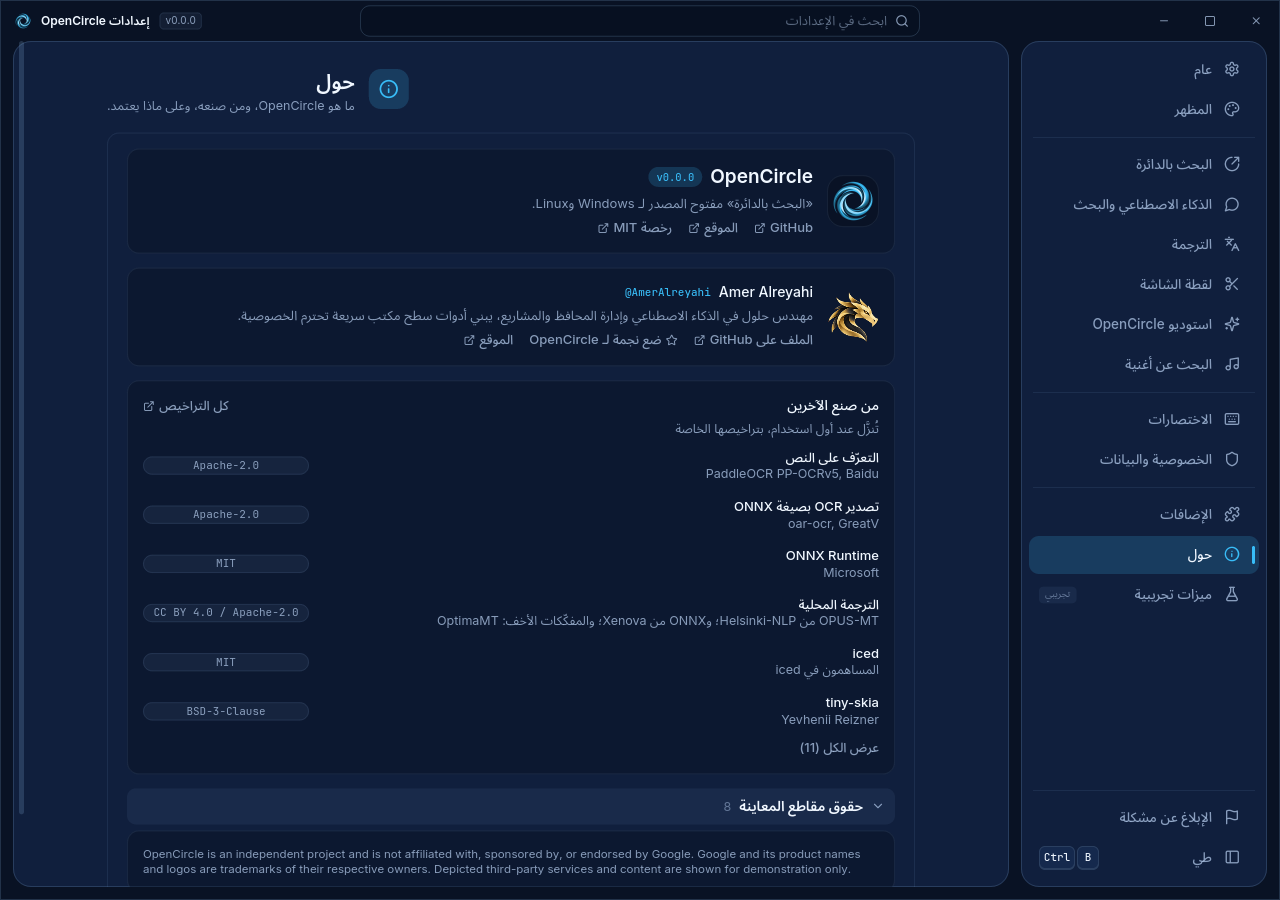 إعدادات OpenCircle
v0.0.0
ابحث في الإعدادات
عام
المظهر
البحث بالدائرة
الذكاء الاصطناعي والبحث
الترجمة
لقطة الشاشة
استوديو OpenCircle
البحث عن أغنية
الاختصارات
الخصوصية والبيانات
الإضافات
حول
ميزات تجريبية
تجريبي
الإبلاغ عن مشكلة
طي
Ctrl B
حول
ما هو OpenCircle، ومن صنعه، وعلى ماذا يعتمد.
OpenCircle v0.0.0
«البحث بالدائرة» مفتوح المصدر لـ Windows وLinux.
GitHub الموقع رخصة MIT
Amer Alreyahi @AmerAlreyahi
مهندس حلول في الذكاء الاصطناعي وإدارة المحافظ والمشاريع، يبني أدوات سطح مكتب سريعة تحترم الخصوصية.
الملف على GitHub ضع نجمة لـ OpenCircle الموقع
من صنع الآخرين
كل التراخيص
تُنزَّل عند أول استخدام، بتراخيصها الخاصة
التعرّف على النص
PaddleOCR PP-OCRv5, Baidu
Apache-2.0
تصدير OCR بصيغة ONNX
oar-ocr, GreatV
Apache-2.0
ONNX Runtime
Microsoft
MIT
الترجمة المحلية
OPUS-MT من Helsinki-NLP؛ وONNX من Xenova؛ والمفكّكات الأخف: OptimaMT
CC BY 4.0 / Apache-2.0
iced
المساهمون في iced
MIT
tiny-skia
Yevhenii Reizner
BSD-3-Clause
عرض الكل (11)
حقوق مقاطع المعاينة 8
OpenCircle is an independent project and is not affiliated with, sponsored by, or endorsed by Google. Google and its product names
and logos are trademarks of their respective owners. Depicted third-party services and content are shown for demonstration only.